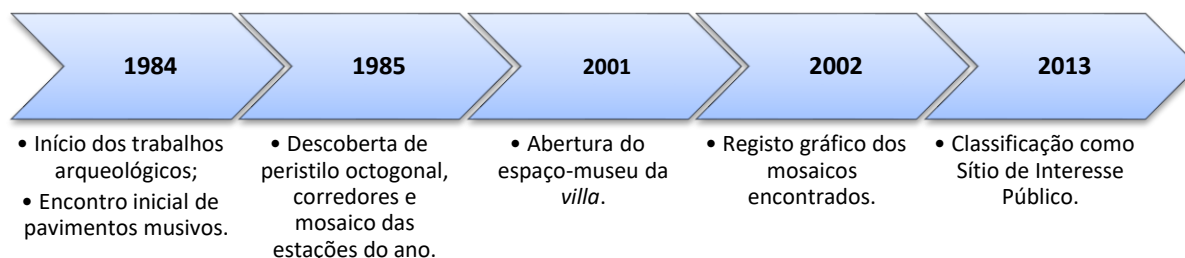 1984
1985
2001
2002
2013
• Início dos trabalhos
arqueológicos;
• Encontro inicial de
pavimentos musivos.
• Descoberta de
peristilo octogonal,
corredores e
mosaico das
estações do ano.
• Abertura do
espaço-museu da
villa.
• Registo gráfico dos
mosaicos
encontrados.
• Classificação como
Sítio de Interesse
Público.